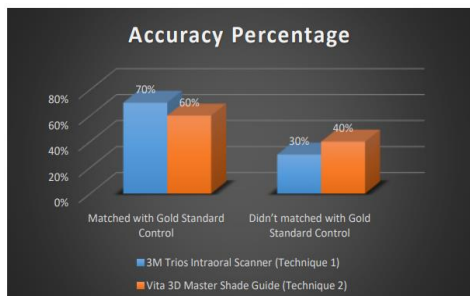 Accuracy Percentage
80%
60%
40%
20%
0%
70%
60%
30%
40%
Matched with Gold Standard
Control
Didn't matched with Gold
Standard Control
3M Trios Intraoral Scanner (Technique 1)
Vita 3D Master Shade Guide (Technique 2)